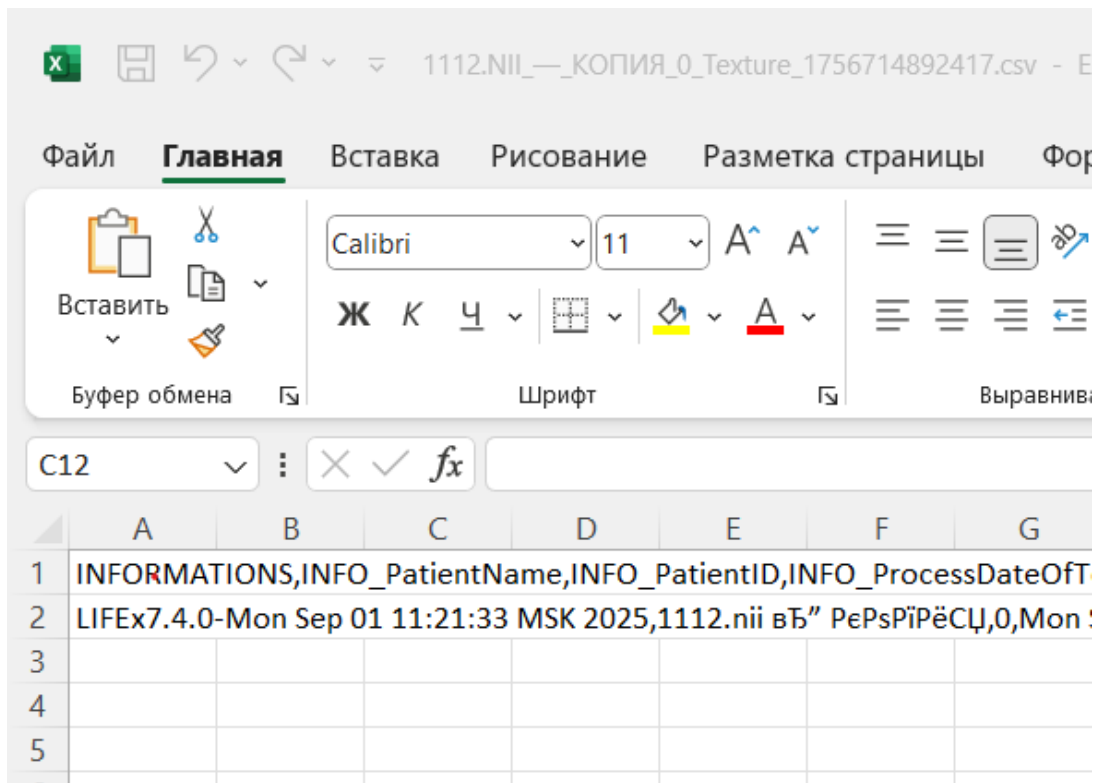 1112.NII_—_КОПИЯ_0_Texture_1756714892417.csv - E
Файл Главная Вставка Рисование Разметка страницы Фор
Вставить
Calibri 11
Ж К Ч А
Буфер обмена Шрифт Выравнива
C12 fx
A B C D E F G
1 INFORMATIONS,INFO_PatientName,INFO_PatientID,INFO_ProcessDateOfT
2 LIFEx7.4.0-Mon Sep 01 11:21:33 MSK 2025,1112.nii вЂ” РєРѕРїРёСЏ,0,Mon
3
4
5